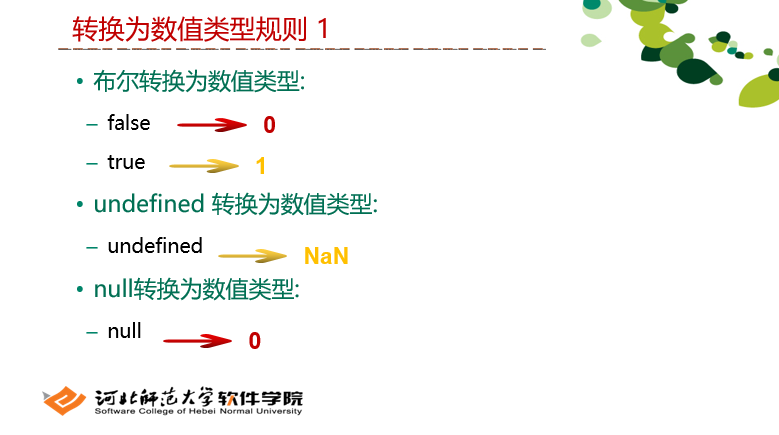 转换为数值类型规则 1
• 布尔转换为数值类型:
– false 0
– true 1
• undefined 转换为数值类型:
– undefined NaN
• null转换为数值类型:
– null 0
河北师范大学软件学院
Software College of Hebei Normal University